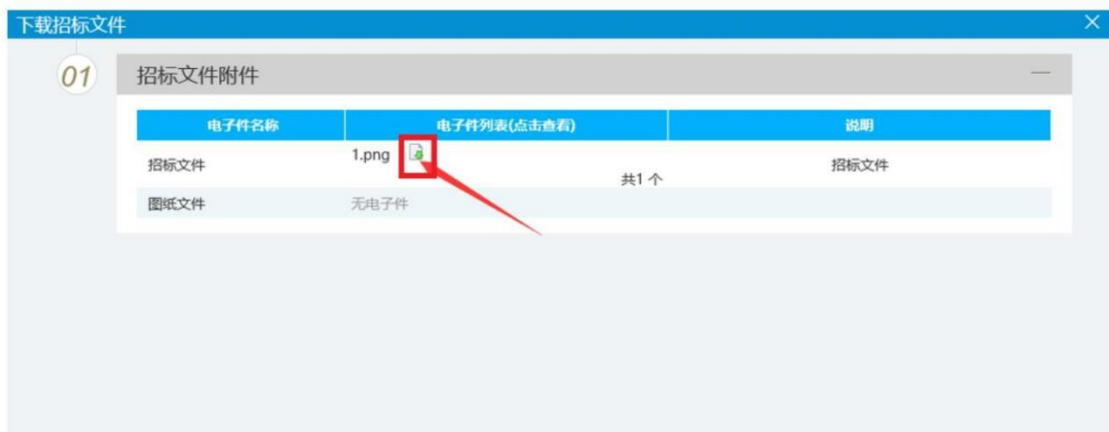 下载招标文件
01 招标文件附件
电子件名称 电子件列表(点击查看) 说明
招标文件 1.png 共1 个 招标文件
图纸文件 无电子件